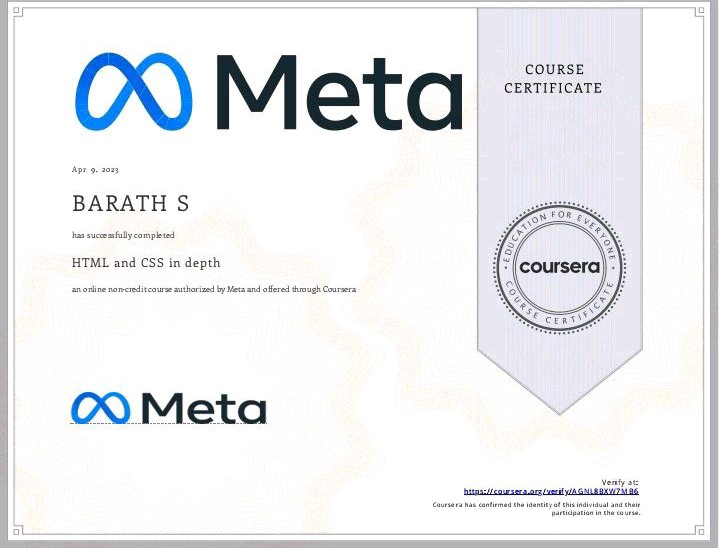 Meta
COURSE
CERTIFICATE
Apr 9, 2023
BARATH S
has successfully completed
HTML and CSS in depth
an online non-credit course authorized by Meta and offered through Coursera
EDUCATION FOR EVERYONE
coursera
COURSE CERTIFICATE
Meta
Verify at:
https://coursera.org/verify/AGNL8BXW7MB6
Coursera has confirmed the identity of this individual and their
participation in the course.